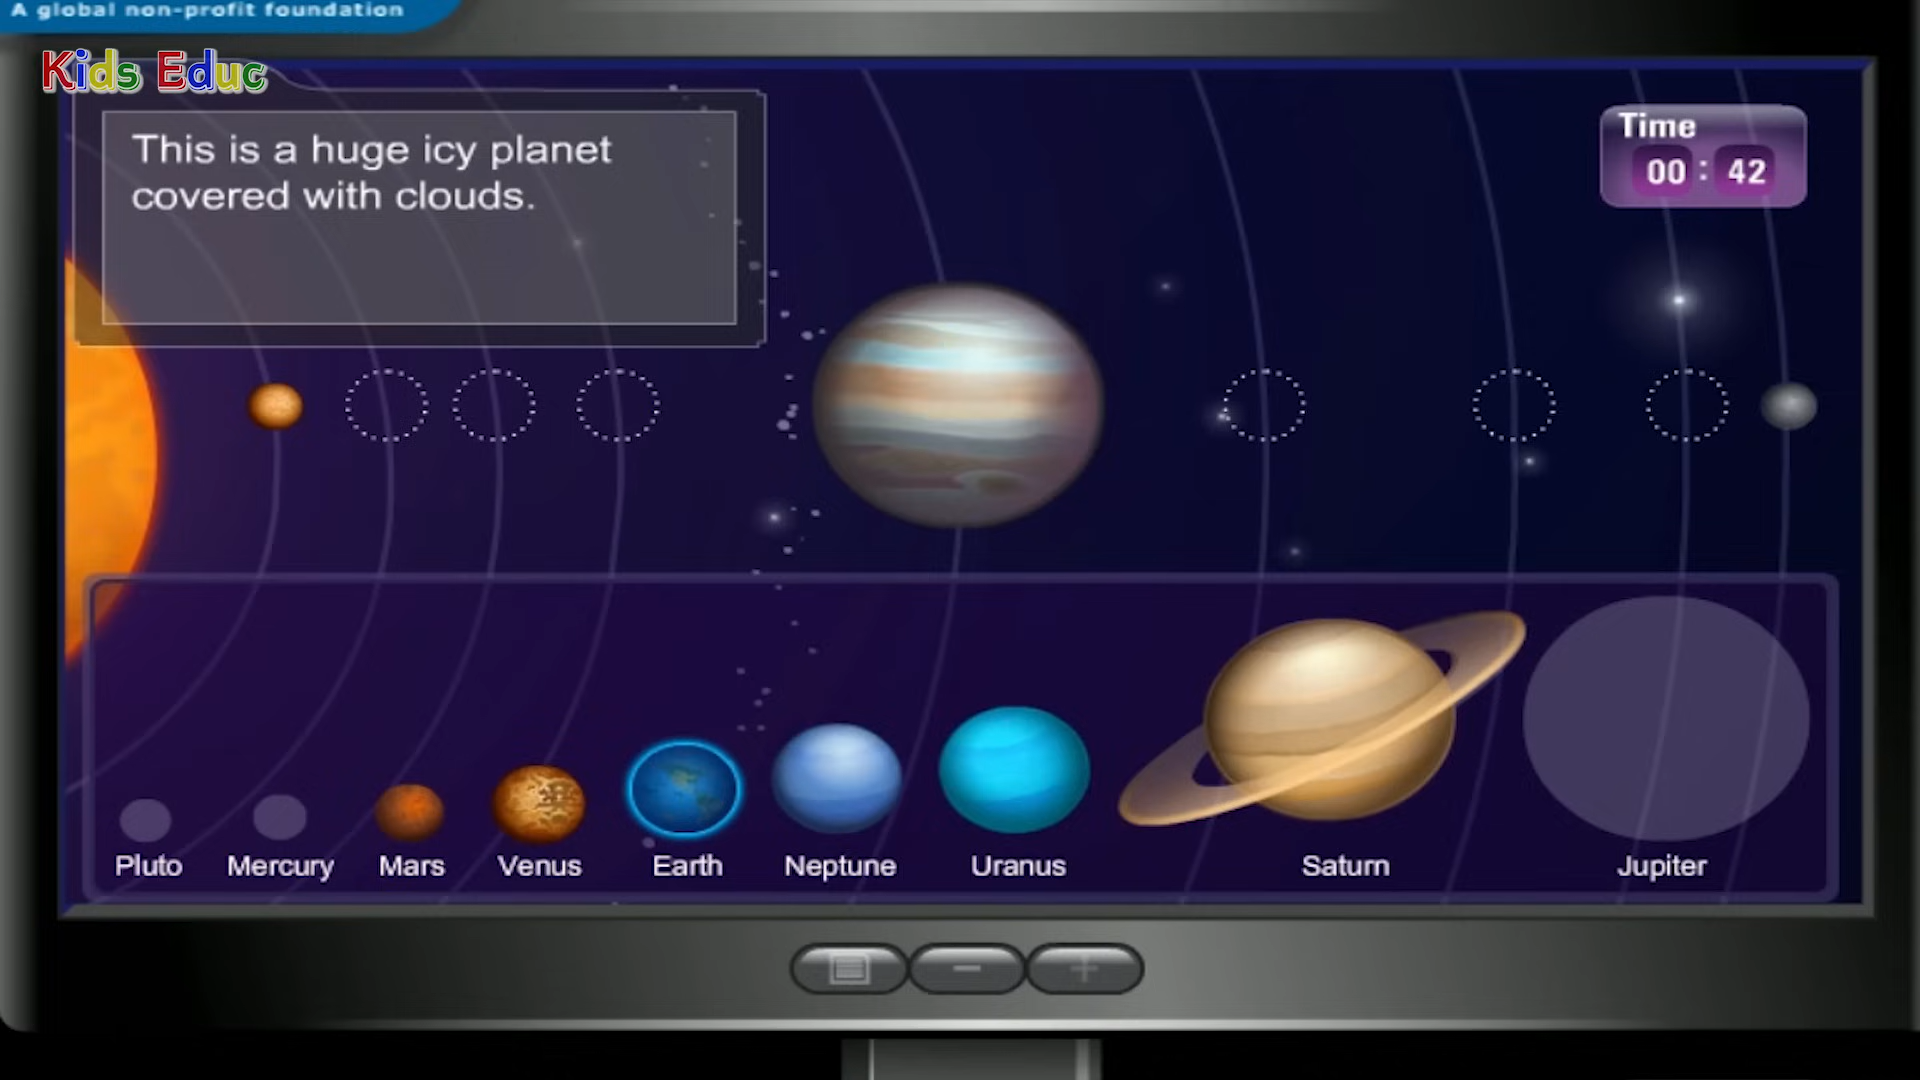 A global non-profit foundation
Kids Educ
This is a huge icy planet
covered with clouds.
Time
00 : 42
Pluto
Mercury
Mars
Venus
Earth
Neptune
Uranus
Saturn
Jupiter